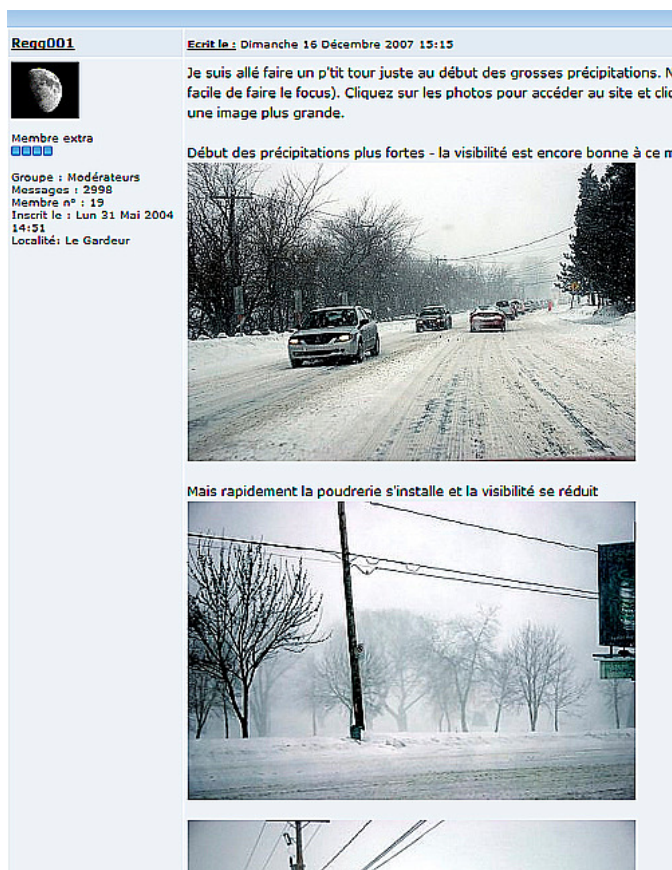 Regg001
Ecrit le : Dimanche 16 Décembre 2007 15:15
Membre extra
Groupe : Modérateurs
Messages : 2998
Membre n° : 19
Inscrit le : Lun 31 Mai 2004
14:51
Localité: Le Gardeur
Je suis allé faire un p'tit tour juste au début des grosses précipitations. N
facile de faire le focus). Cliquez sur les photos pour accéder au site et clic
une image plus grande.
Début des précipitations plus fortes - la visibilité est encore bonne à ce m
Mais rapidement la poudrerie s'installe et la visibilité se réduit